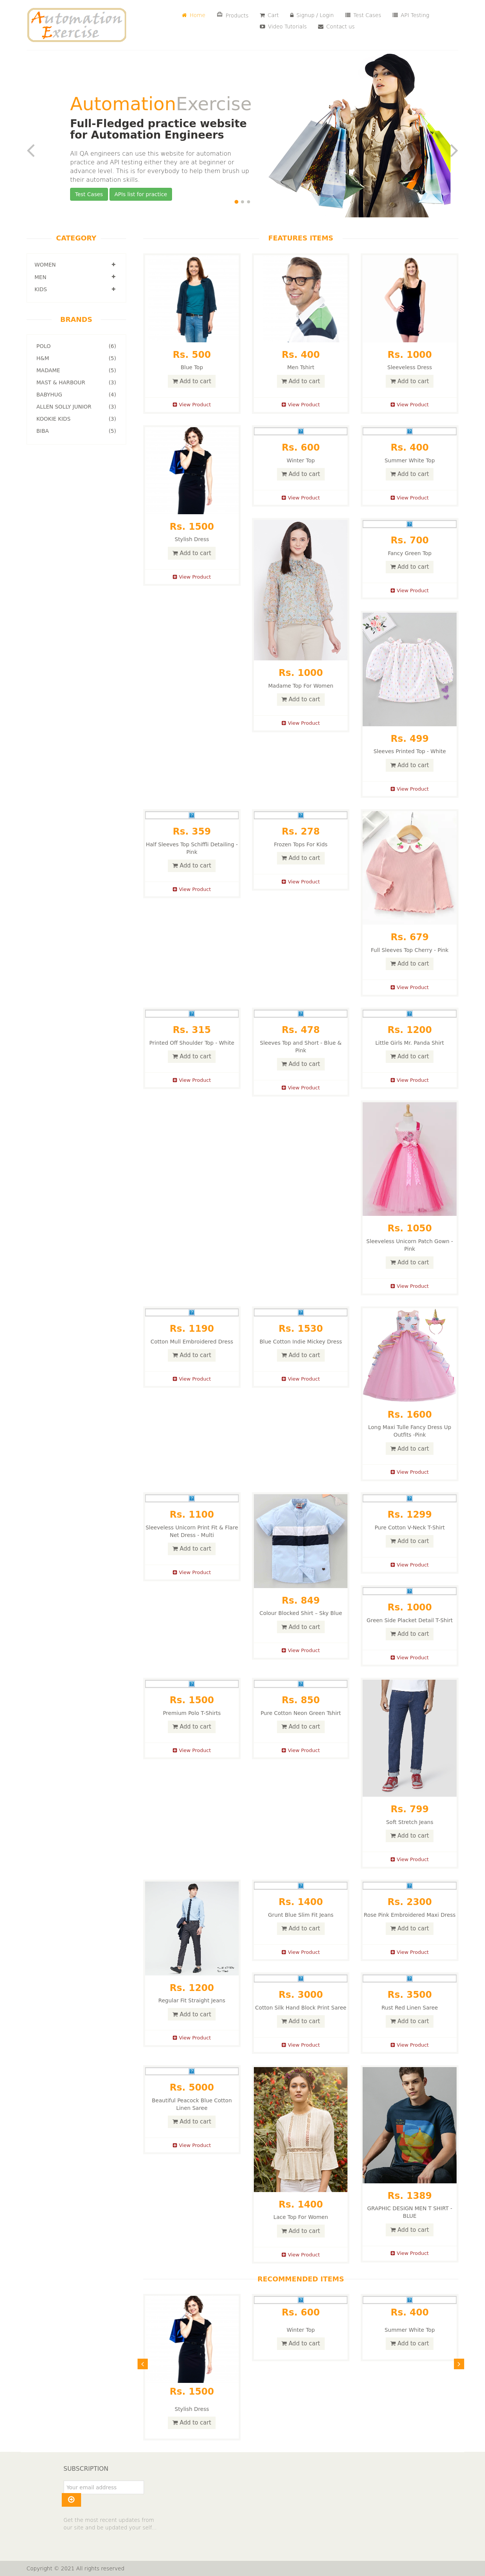 Automation
Exercise
Home
Products
Cart
Signup / Login
Test Cases
API Testing
Video Tutorials
Contact us
AutomationExercise
Full-Fledged practice website
for Automation Engineers
All QA engineers can use this website for automation
practice and API testing either they are at beginner or
advance level. This is for everybody to help them brush up
their automation skills.
Test Cases
APIs list for practice
CATEGORY
WOMEN
MEN
KIDS
BRANDS
POLO (6)
H&M (5)
MADAME (5)
MAST & HARBOUR (3)
BABYHUG (4)
ALLEN SOLLY JUNIOR (3)
KOOKIE KIDS (3)
BIBA (5)
FEATURES ITEMS
Rs. 500
Blue Top
Add to cart
View Product
Rs. 400
Men Tshirt
Add to cart
View Product
Rs. 1000
Sleeveless Dress
Add to cart
View Product
Rs. 1500
Stylish Dress
Add to cart
View Product
Rs. 600
Winter Top
Add to cart
View Product
Rs. 400
Summer White Top
Add to cart
View Product
Rs. 1000
Madame Top For Women
Add to cart
View Product
Rs. 700
Fancy Green Top
Add to cart
View Product
Rs. 499
Sleeves Printed Top - White
Add to cart
View Product
Rs. 359
Half Sleeves Top Schiffli Detailing -
Pink
Add to cart
View Product
Rs. 278
Frozen Tops For Kids
Add to cart
View Product
Rs. 679
Full Sleeves Top Cherry - Pink
Add to cart
View Product
Rs. 315
Printed Off Shoulder Top - White
Add to cart
View Product
Rs. 478
Sleeves Top and Short - Blue &
Pink
Add to cart
View Product
Rs. 1200
Little Girls Mr. Panda Shirt
Add to cart
View Product
Rs. 1050
Sleeveless Unicorn Patch Gown -
Pink
Add to cart
View Product
Rs. 1190
Cotton Mull Embroidered Dress
Add to cart
View Product
Rs. 1530
Blue Cotton Indie Mickey Dress
Add to cart
View Product
Rs. 1600
Long Maxi Tulle Fancy Dress Up
Outfits -Pink
Add to cart
View Product
Rs. 1100
Sleeveless Unicorn Print Fit & Flare
Net Dress - Multi
Add to cart
View Product
Rs. 849
Colour Blocked Shirt – Sky Blue
Add to cart
View Product
Rs. 1299
Pure Cotton V-Neck T-Shirt
Add to cart
View Product
Rs. 1000
Green Side Placket Detail T-Shirt
Add to cart
View Product
Rs. 1500
Premium Polo T-Shirts
Add to cart
View Product
Rs. 850
Pure Cotton Neon Green Tshirt
Add to cart
View Product
Rs. 799
Soft Stretch Jeans
Add to cart
View Product
Rs. 1200
Regular Fit Straight Jeans
Add to cart
View Product
Rs. 1400
Grunt Blue Slim Fit Jeans
Add to cart
View Product
Rs. 2300
Rose Pink Embroidered Maxi Dress
Add to cart
View Product
Rs. 3000
Cotton Silk Hand Block Print Saree
Add to cart
View Product
Rs. 3500
Rust Red Linen Saree
Add to cart
View Product
Rs. 5000
Beautiful Peacock Blue Cotton
Linen Saree
Add to cart
View Product
Rs. 1400
Lace Top For Women
Add to cart
View Product
Rs. 1389
GRAPHIC DESIGN MEN T SHIRT -
BLUE
Add to cart
View Product
RECOMMENDED ITEMS
Rs. 1500
Stylish Dress
Add to cart
Rs. 600
Winter Top
Add to cart
Rs. 400
Summer White Top
Add to cart
SUBSCRIPTION
Your email address
Get the most recent updates from
our site and be updated your self...
Copyright © 2021 All rights reserved